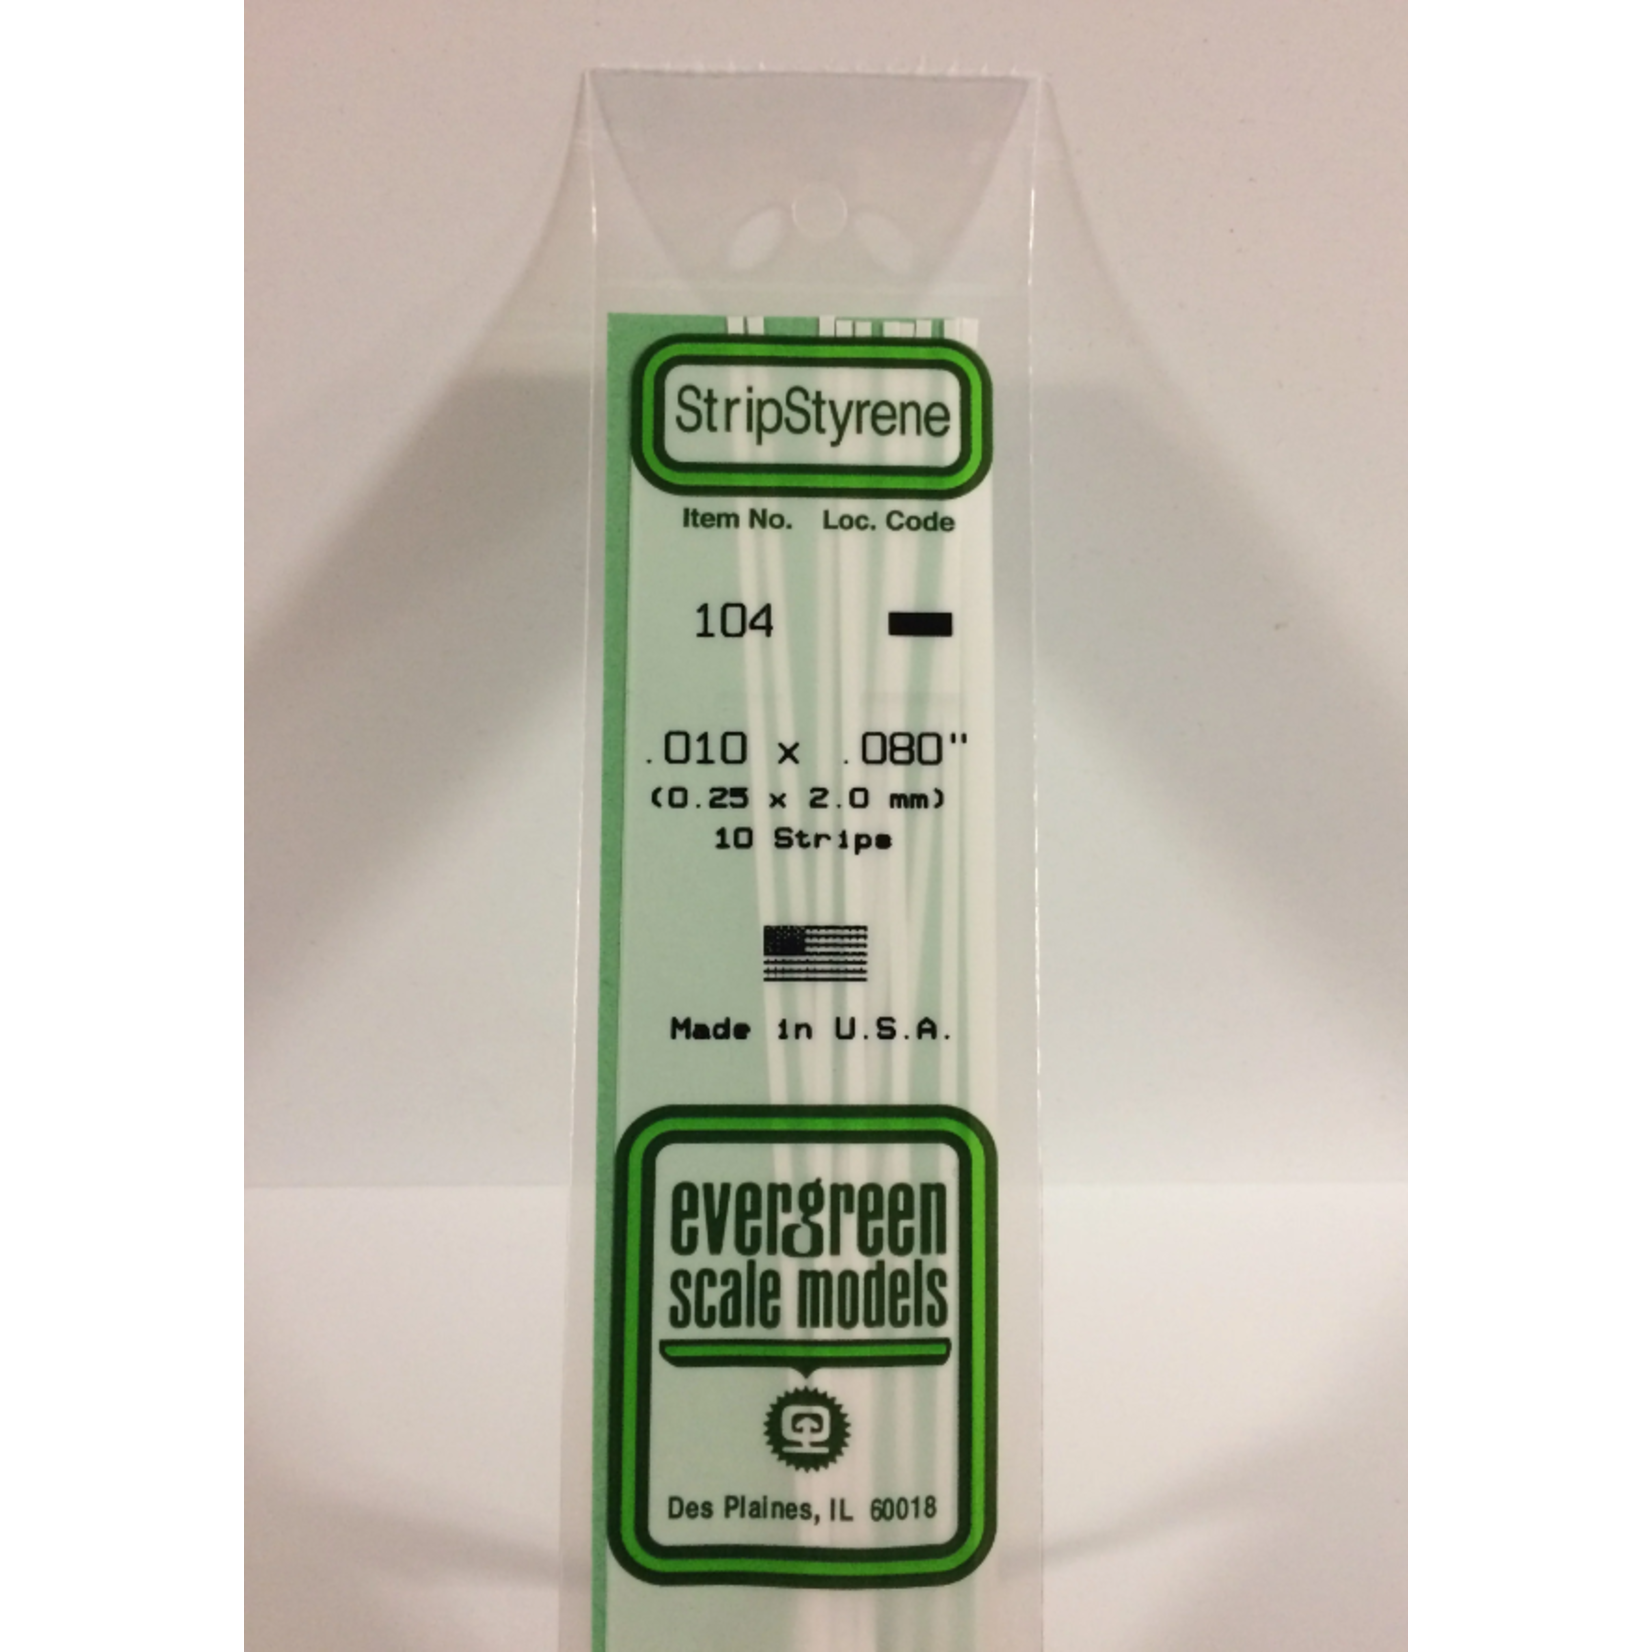 StripStyrene
Item No. Loc. Code
104
.010 x .080"
(0.25 x 2.0 mm)
10 Strips
Made in U.S.A.
evergreen
scale models
Des Plaines, IL 60018